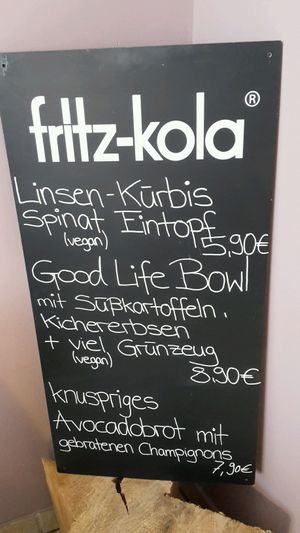 fritz-kola®
Linsen-Kürbis
Spinat Eintopf
(vegan) 5,90€
Good Life Bowl
mit Süßkartoffeln,
Kichererbsen
+ viel Grünzeug
(vegan)
8,90€
knuspriges
Avocadobrot mit
gebratenen Champignons
7,90€